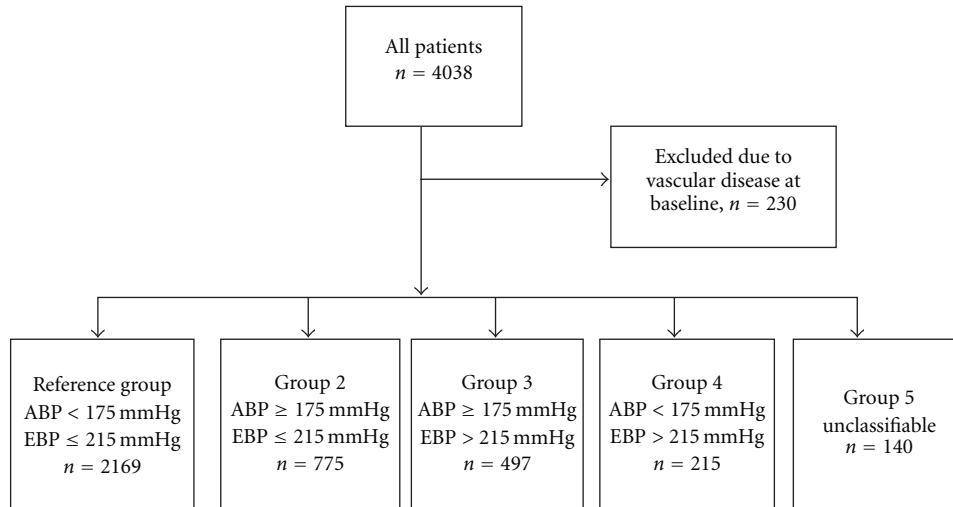 All patients
n = 4038
Excluded due to
vascular disease at
baseline, n = 230
Reference group
ABP < 175 mmHg
EBP ≤ 215 mmHg
n = 2169
Group 2
ABP ≥ 175 mmHg
EBP ≤ 215 mmHg
n = 775
Group 3
ABP ≥ 175 mmHg
EBP > 215 mmHg
n = 497
Group 4
ABP < 175 mmHg
EBP > 215 mmHg
n = 215
Group 5
unclassifiable
n = 140